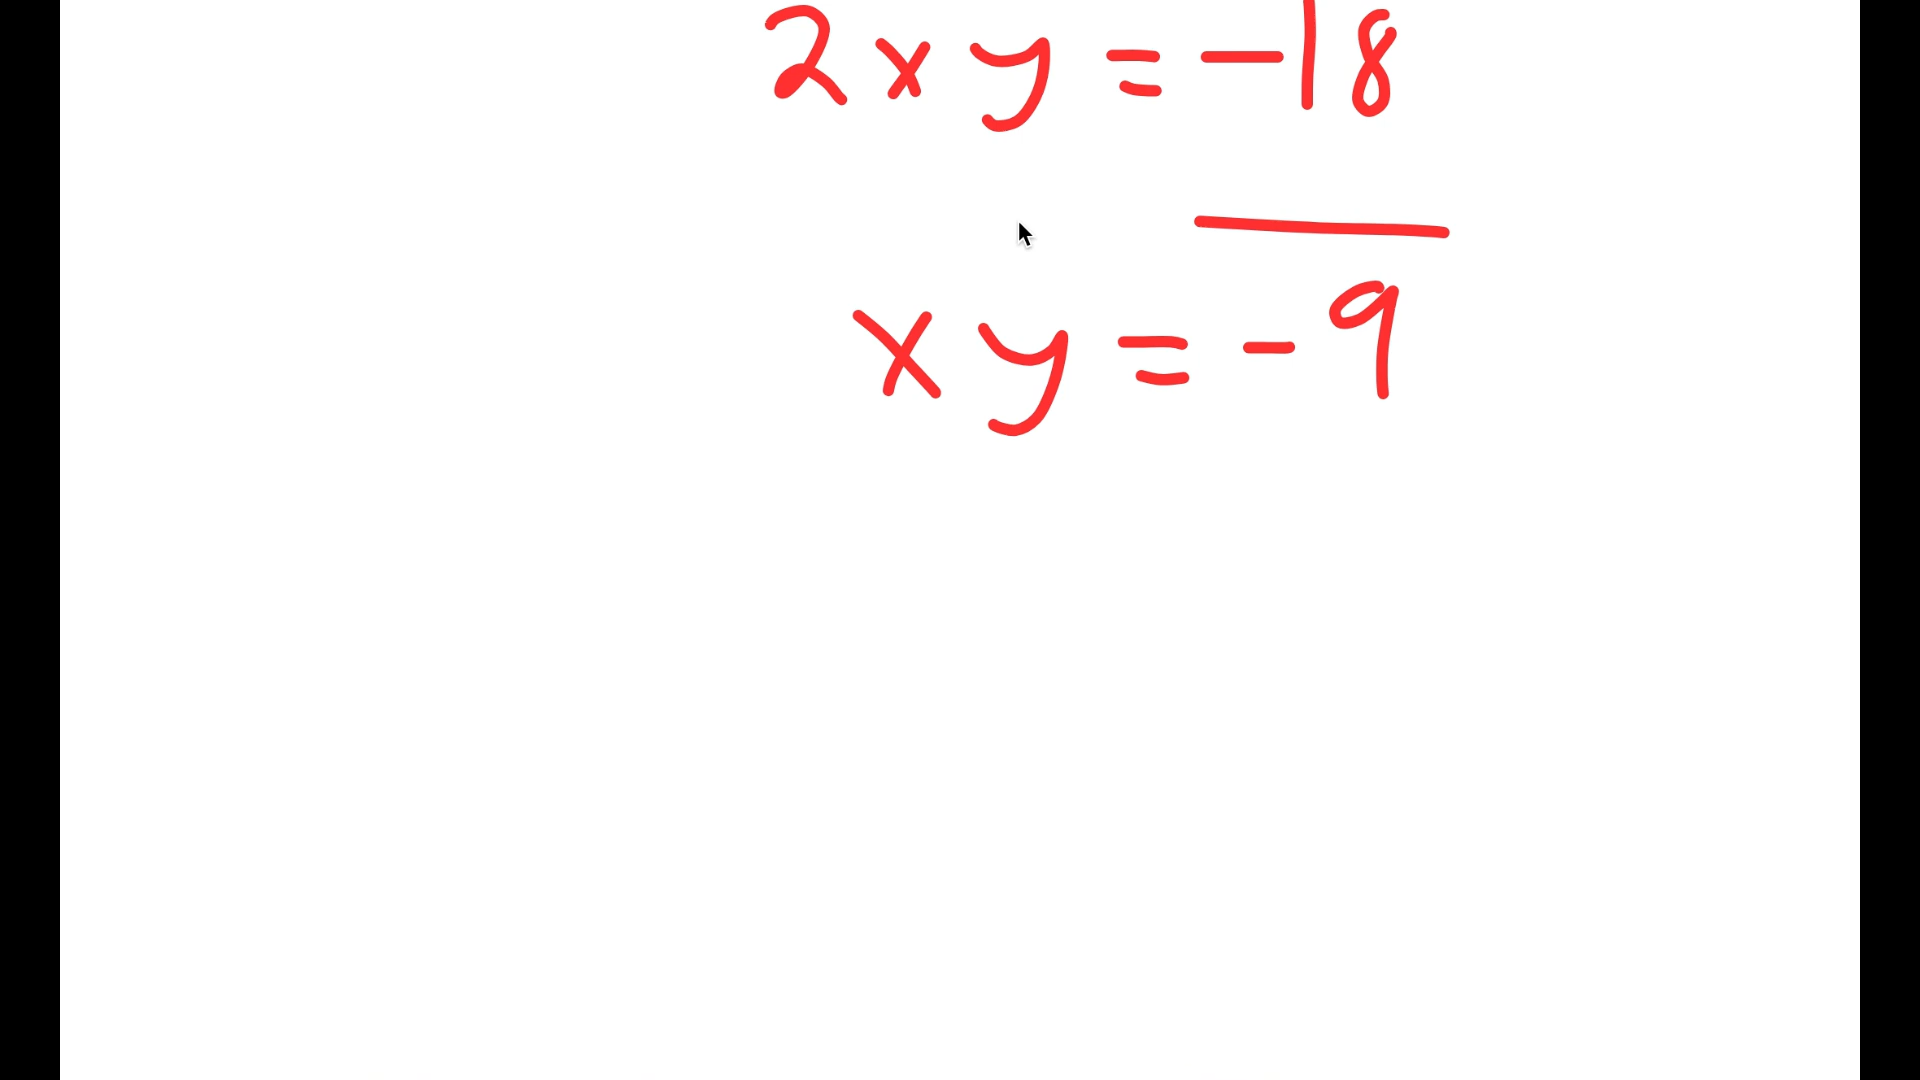 2xy = -18
xy = -9